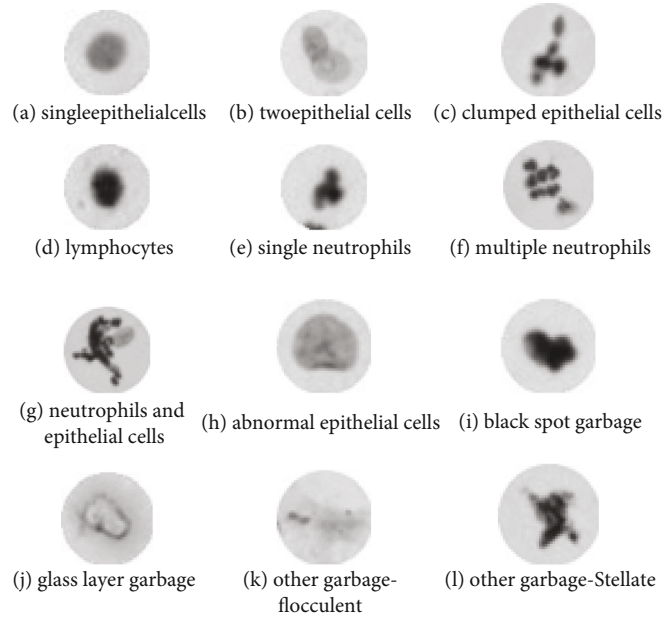 (a) singleepithelialcells
(b) twoepithelial cells
(c) clumped epithelial cells
(d) lymphocytes
(e) single neutrophils
(f) multiple neutrophils
(g) neutrophils and
epithelial cells
(h) abnormal epithelial cells
(i) black spot garbage
(j) glass layer garbage
(k) other garbage-
flocculent
(l) other garbage-Stellate